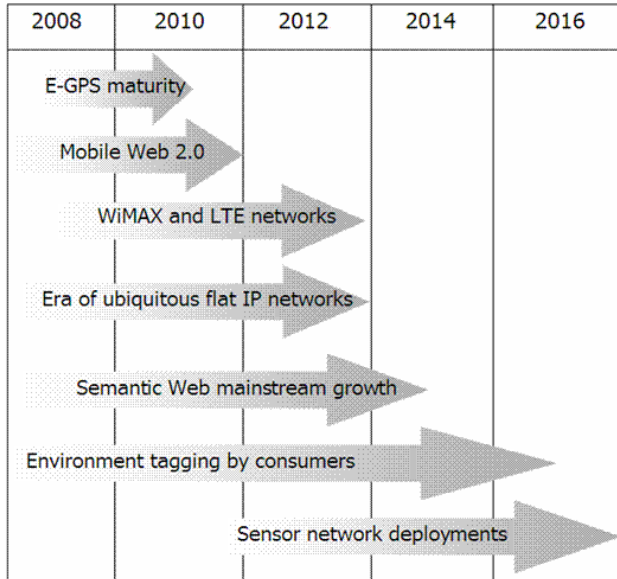 2008 2010 2012 2014 2016
E-GPS maturity
Mobile Web 2.0
WiMAX and LTE networks
Era of ubiquitous flat IP networks
Semantic Web mainstream growth
Environment tagging by consumers
Sensor network deployments